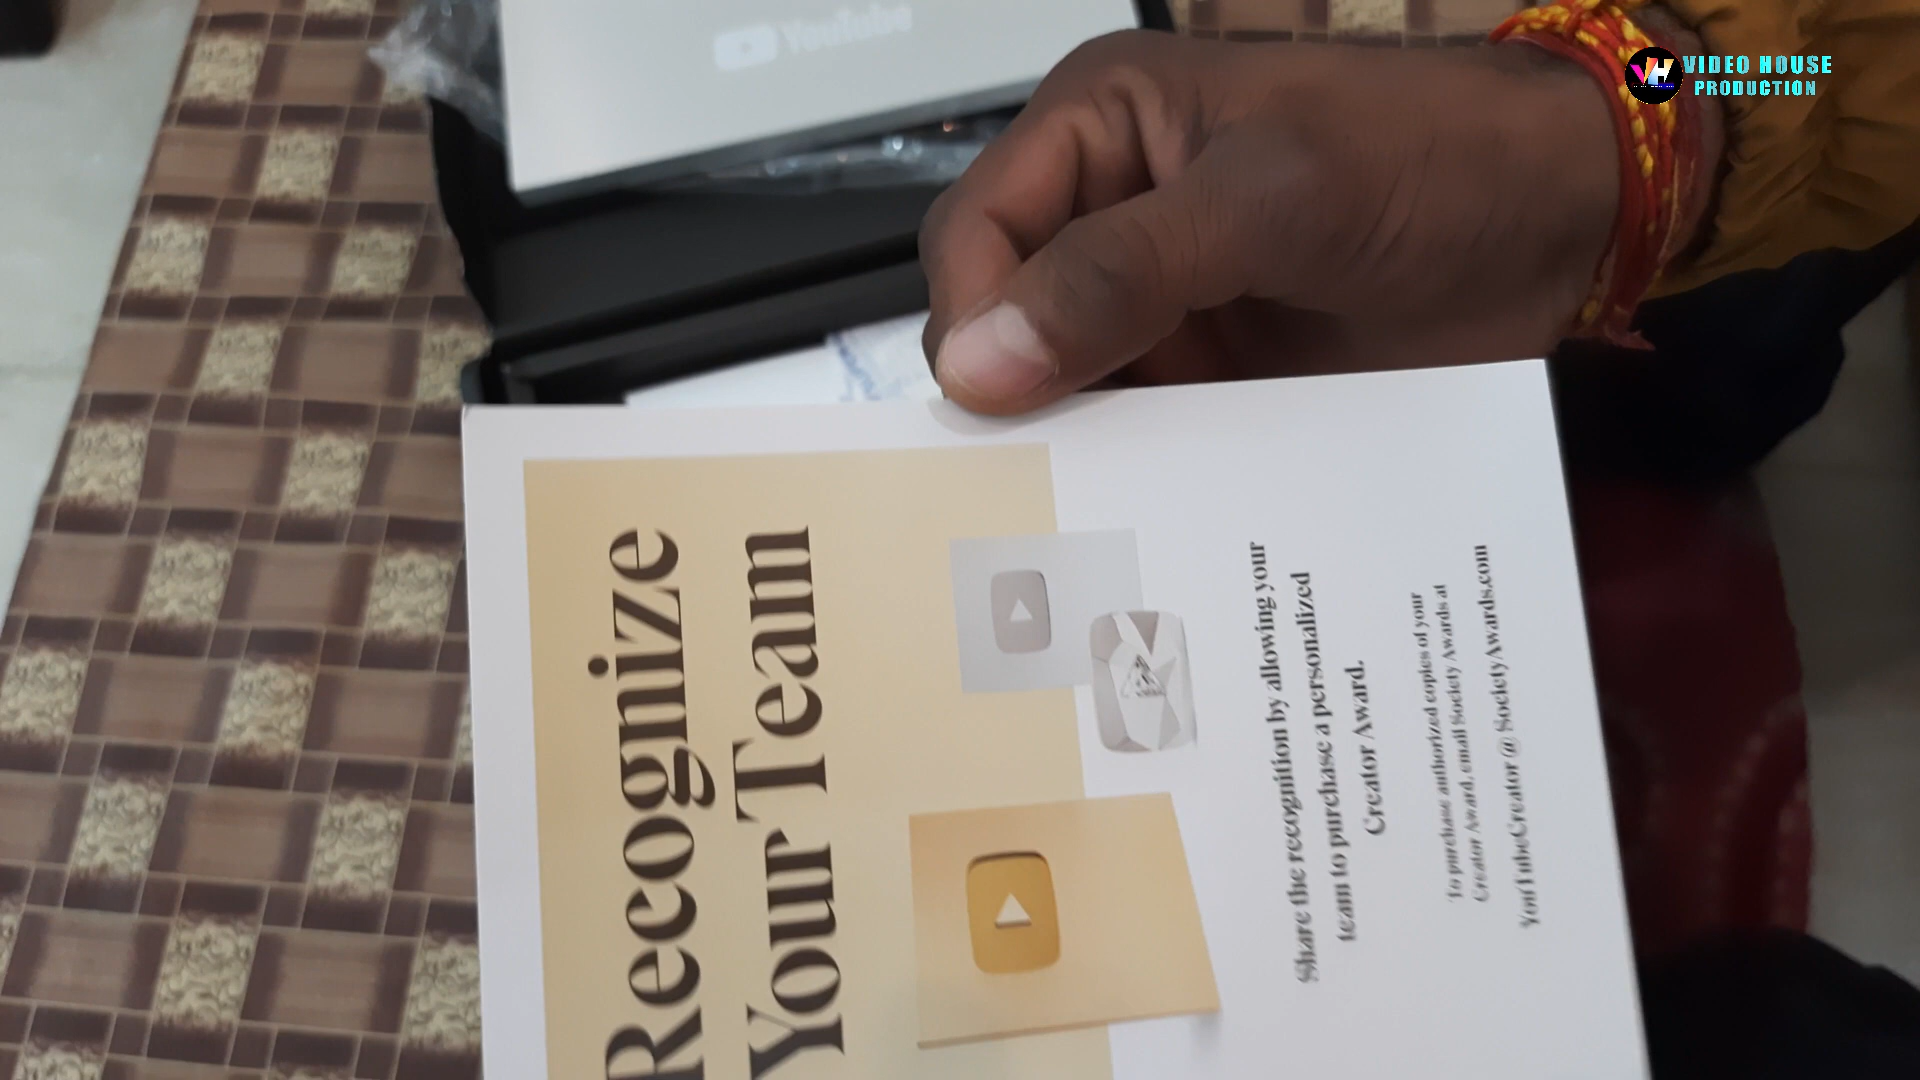 YouTube
VIDEO HOUSE
PRODUCTION
Recognize
Your Team
Share the recognition by allowing your
team to purchase a personalized
Creator Award.
To purchase authorized copies of your
Creator Award, email Society Awards at
YouTubeCreator@SocietyAwards.com